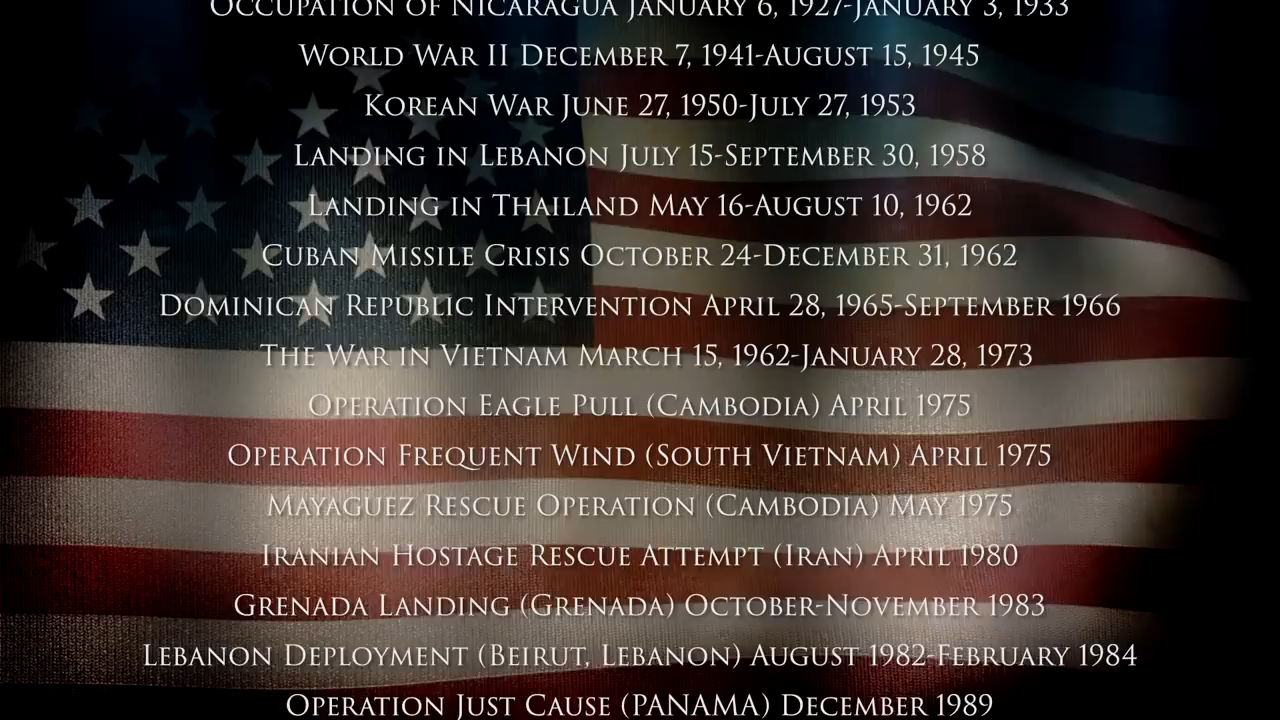 Occupation of Nicaragua January 6, 1927-January 3, 1933
World War II December 7, 1941-August 15, 1945
Korean War June 27, 1950-July 27, 1953
Landing in Lebanon July 15-September 30, 1958
Landing in Thailand May 16-August 10, 1962
Cuban Missile Crisis October 24-December 31, 1962
Dominican Republic Intervention April 28, 1965-September 1966
The War in Vietnam March 15, 1962-January 28, 1973
Operation Eagle Pull (Cambodia) April 1975
Operation Frequent Wind (South Vietnam) April 1975
Mayaguez Rescue Operation (Cambodia) May 1975
Iranian Hostage Rescue Attempt (Iran) April 1980
Grenada Landing (Grenada) October-November 1983
Lebanon Deployment (Beirut, Lebanon) August 1982-February 1984
Operation Just Cause (PANAMA) December 1989